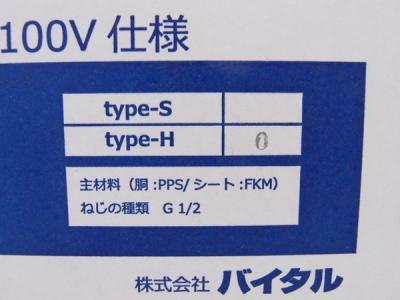 100V 仕様
type-S
type-H 0
主材料（胴:PPS/シート:FKM）
ねじの種類 G 1/2
株式会社 バイタル